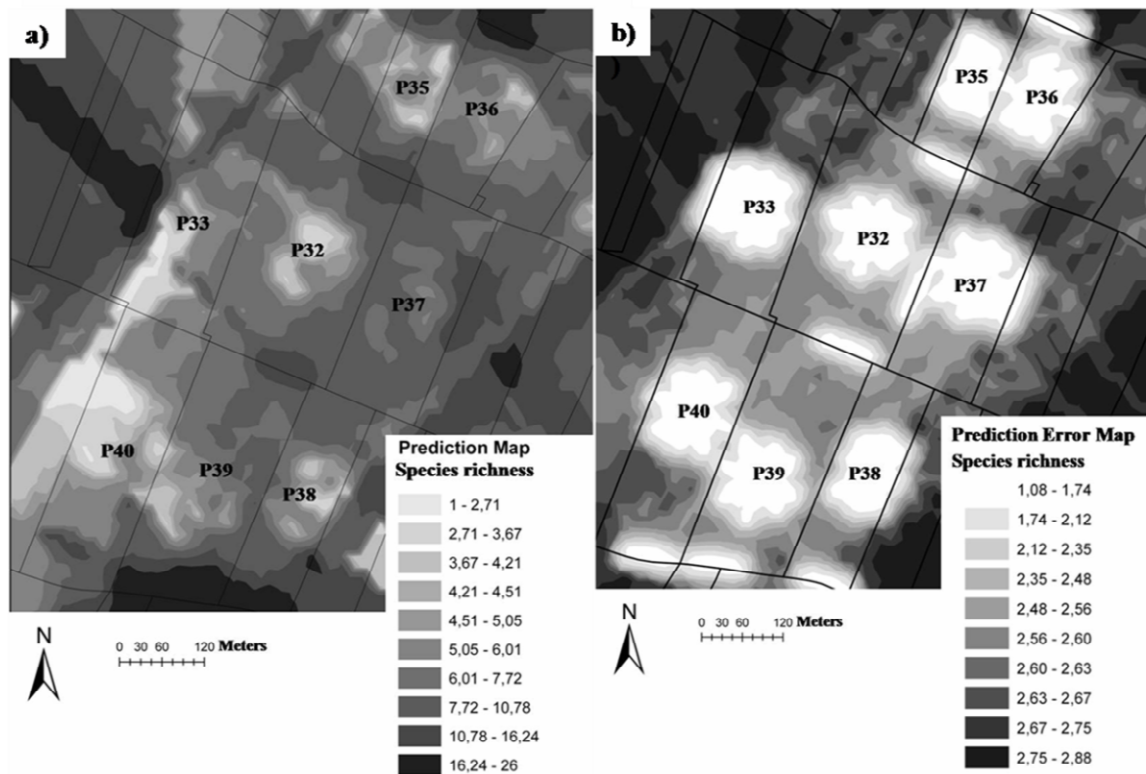 a)
P35
P36
P33
P32
P37
P40
P39
P38
Prediction Map
Species richness
1 - 2,71
2,71 - 3,67
3,67 - 4,21
4,21 - 4,51
4,51 - 5,05
5,05 - 6,01
6,01 - 7,72
7,72 - 10,78
10,78 - 16,24
16,24 - 26
N
0 30 60 120 Meters
b)
P35
P36
P33
P32
P37
P40
P39
P38
Prediction Error Map
Species richness
1,08 - 1,74
1,74 - 2,12
2,12 - 2,35
2,35 - 2,48
2,48 - 2,56
2,56 - 2,60
2,60 - 2,63
2,63 - 2,67
2,67 - 2,75
2,75 - 2,88
N
0 30 60 120 Meters